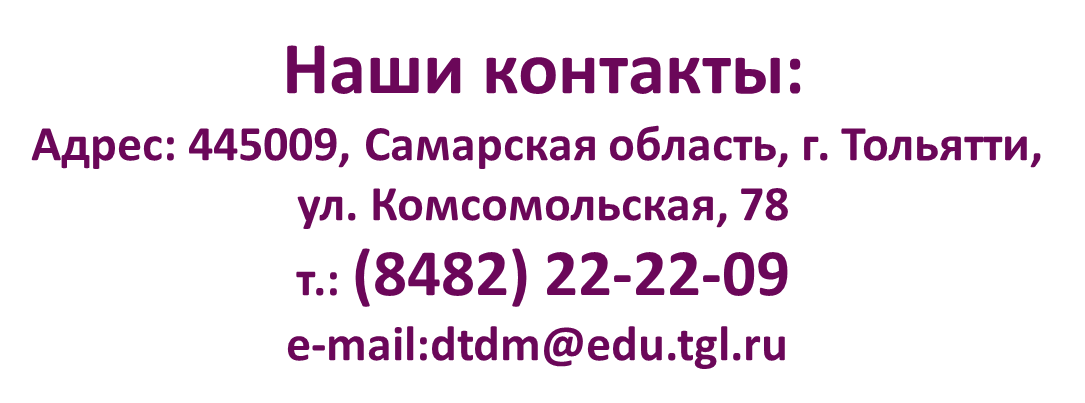 Наши контакты:
Адрес: 445009, Самарская область, г. Тольятти,
ул. Комсомольская, 78
т.: (8482) 22-22-09
e-mail:dtdm@edu.tgl.ru